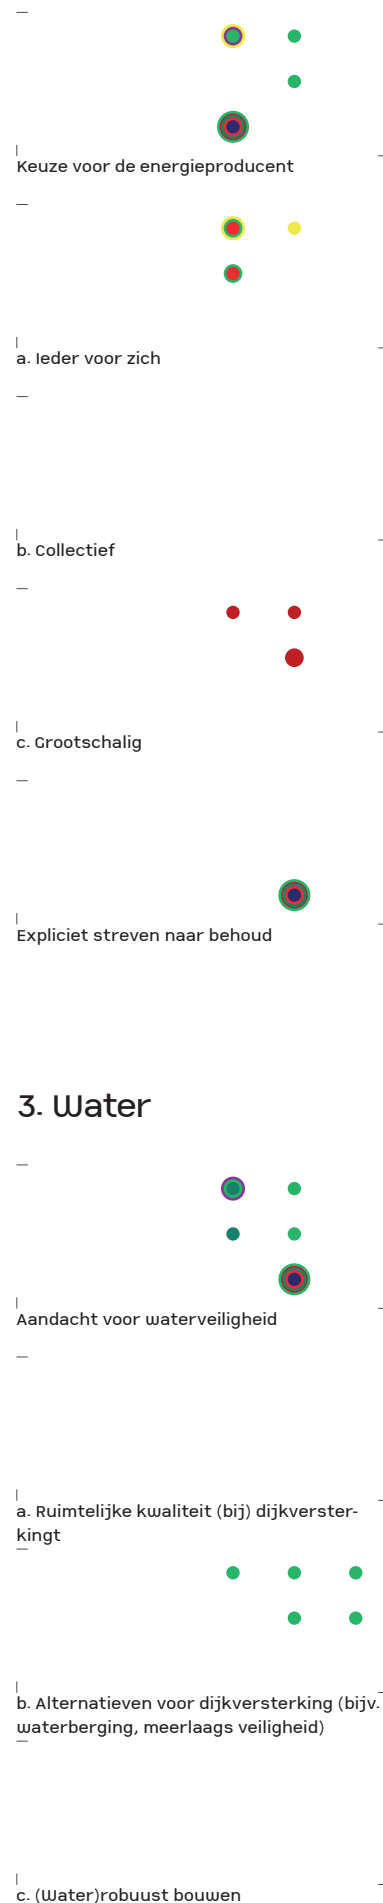 Keuze voor de energieproducent
a. Ieder voor zich
b. Collectief
c. Grootschalig
Expliciet streven naar behoud
3. Water
Aandacht voor waterveiligheid
a. Ruimtelijke kwaliteit (bij) dijkverster-
kingt
b. Alternatieven voor dijkversterking (bijv.
waterberging, meerlaags veiligheid)
c. (Water)robuust bouwen